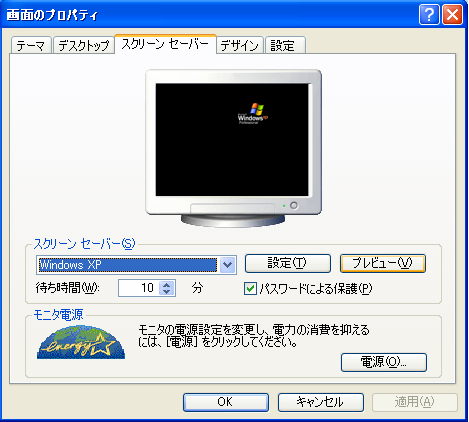 画面のプロパティ
テーマ デスクトップ スクリーン セーバー デザイン 設定
Windows xp
Professional
スクリーン セーバー(S)
Windows XP 設定(T) プレビュー(V)
待ち時間(W): 10 分 パスワードによる保護(P)
モニタ電源
Energy
モニタの電源設定を変更し、電力の消費を抑える
には、[電源] をクリックしてください。
電源(O)...
OK キャンセル 適用(A)